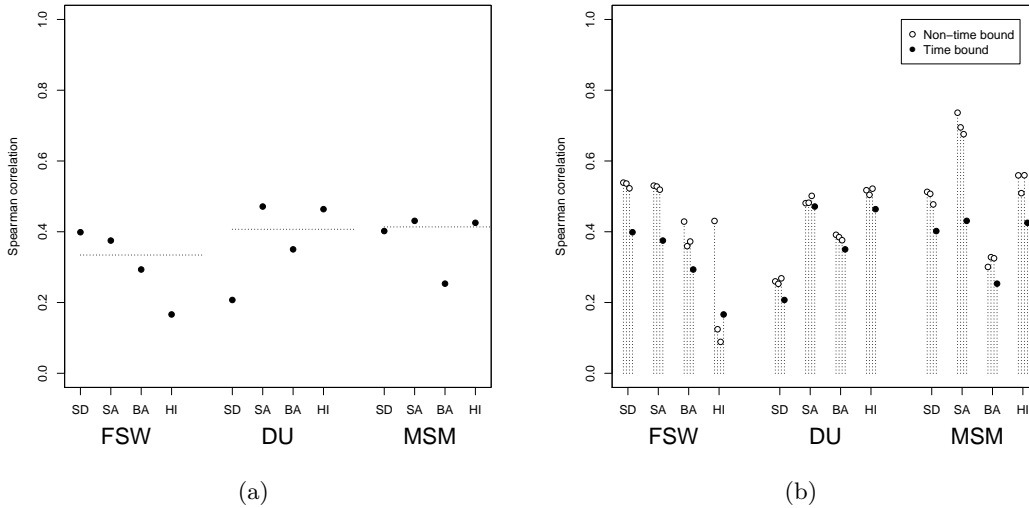 1.0
0.8
0.6
0.4
0.2
0.0
Spearman correlation
SD SA BA HI SD SA BA HI SD SA BA HI
FSW DU MSM
(a)
1.0
0.8
0.6
0.4
0.2
0.0
Spearman correlation
Non−time bound
Time bound
SD SA BA HI SD SA BA HI SD SA BA HI
FSW DU MSM
(b)